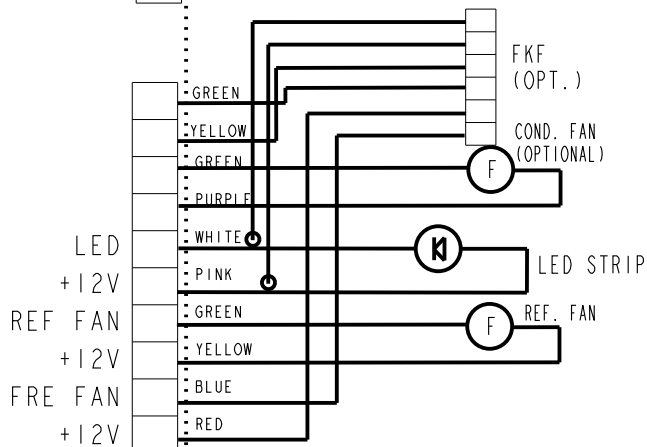 FKF
(OPT.)
GREEN
YELLOW
COND. FAN
(OPTIONAL)
GREEN
F
PURPLE
LED
WHITE
LED STRIP
+12V
PINK
REF FAN
GREEN
REF. FAN
F
+12V
YELLOW
FRE FAN
BLUE
+12V
RED